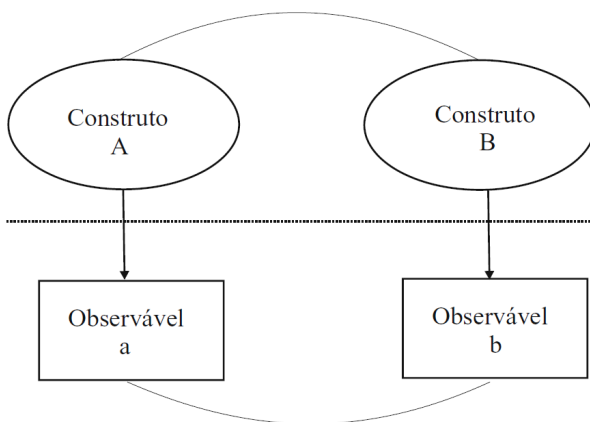 Construto
A
Construto
B
Observável
a
Observável
b